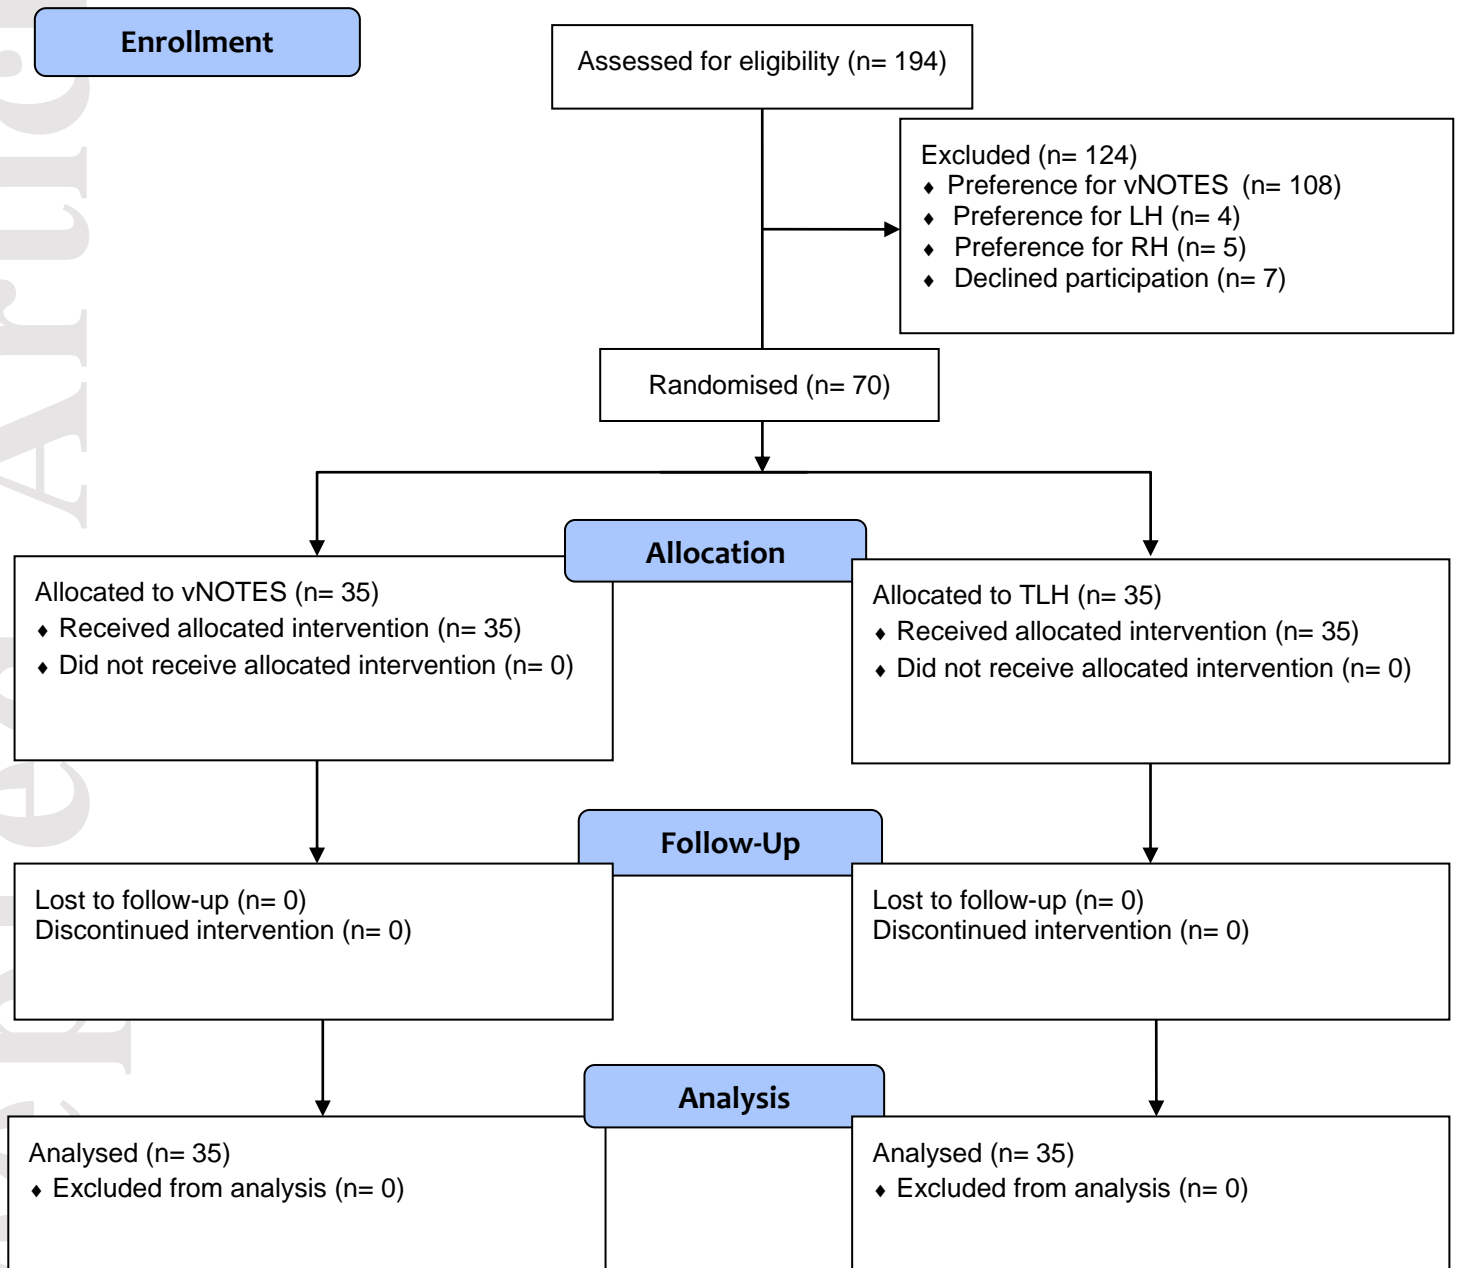 Enrollment
Assessed for eligibility (n= 194)
Excluded (n= 124)
♦ Preference for vNOTES (n= 108)
♦ Preference for LH (n= 4)
♦ Preference for RH (n= 5)
♦ Declined participation (n= 7)
Randomised (n= 70)
Allocation
Allocated to vNOTES (n= 35)
♦ Received allocated intervention (n= 35)
♦ Did not receive allocated intervention (n= 0)
Allocated to TLH (n= 35)
♦ Received allocated intervention (n= 35)
♦ Did not receive allocated intervention (n= 0)
Follow-Up
Lost to follow-up (n= 0)
Discontinued intervention (n= 0)
Lost to follow-up (n= 0)
Discontinued intervention (n= 0)
Analysis
Analysed (n= 35)
♦ Excluded from analysis (n= 0)
Analysed (n= 35)
♦ Excluded from analysis (n= 0)